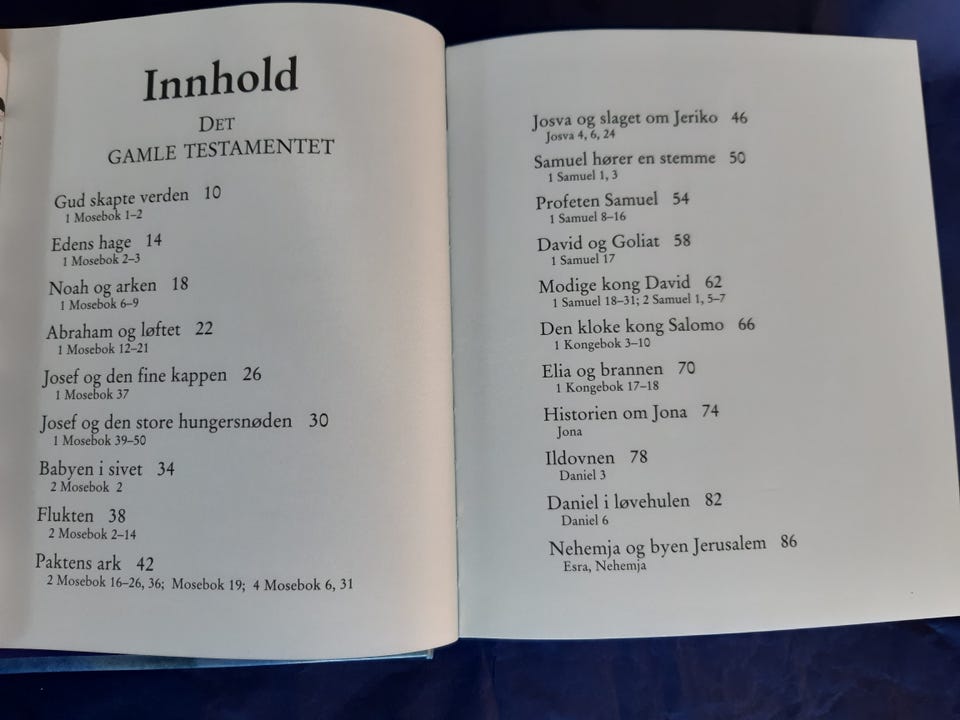 Innhold
DET
GAMLE TESTAMENTET
Gud skapte verden 10
1 Mosebok 1–2
Edens hage 14
1 Mosebok 2–3
Noah og arken 18
1 Mosebok 6–9
Abraham og løftet 22
1 Mosebok 12–21
Josef og den fine kappen 26
1 Mosebok 37
Josef og den store hungersnøden 30
1 Mosebok 39–50
Babyen i sivet 34
2 Mosebok 2
Flukten 38
2 Mosebok 2–14
Paktens ark 42
2 Mosebok 16–26, 36; Mosebok 19; 4 Mosebok 6, 31
Josva og slaget om Jeriko 46
Josva 4, 6, 24
Samuel hører en stemme 50
1 Samuel 1, 3
Profeten Samuel 54
1 Samuel 8–16
David og Goliat 58
1 Samuel 17
Modige kong David 62
1 Samuel 18–31; 2 Samuel 1, 5–7
Den kloke kong Salomo 66
1 Kongebok 3–10
Elia og brannen 70
1 Kongebok 17–18
Historien om Jona 74
Jona
Ildovnen 78
Daniel 3
Daniel i løvehulen 82
Daniel 6
Nehemja og byen Jerusalem 86
Esra, Nehemja